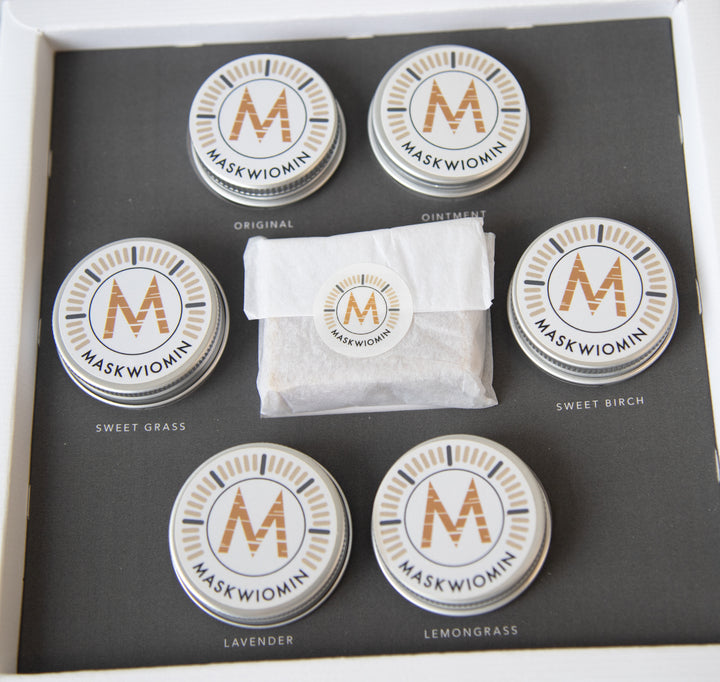 M
MASKWIOMIN
M
MASKWIOMIN
ORIGINAL
OINTMENT
M
MASKWIOMIN
M
MASKWIOMIN
M
MASKWIOMIN
SWEET GRASS
SWEET BIRCH
M
MASKWIOMIN
M
MASKWIOMIN
LAVENDER
LEMONGRASS